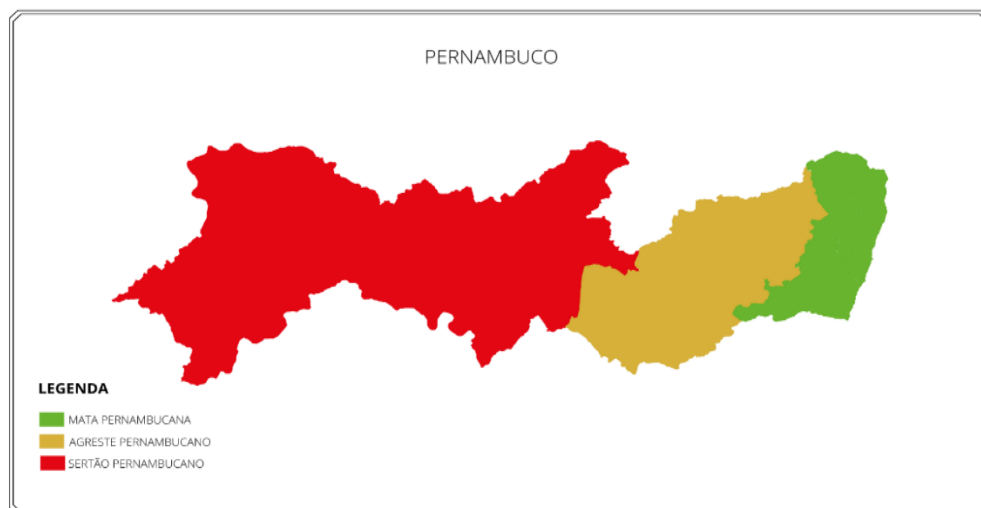 PERNAMBUCO
LEGENDA
MATA PERNAMBUCANA
AGRESTE PERNAMBUCANO
SERTÃO PERNAMBUCANO